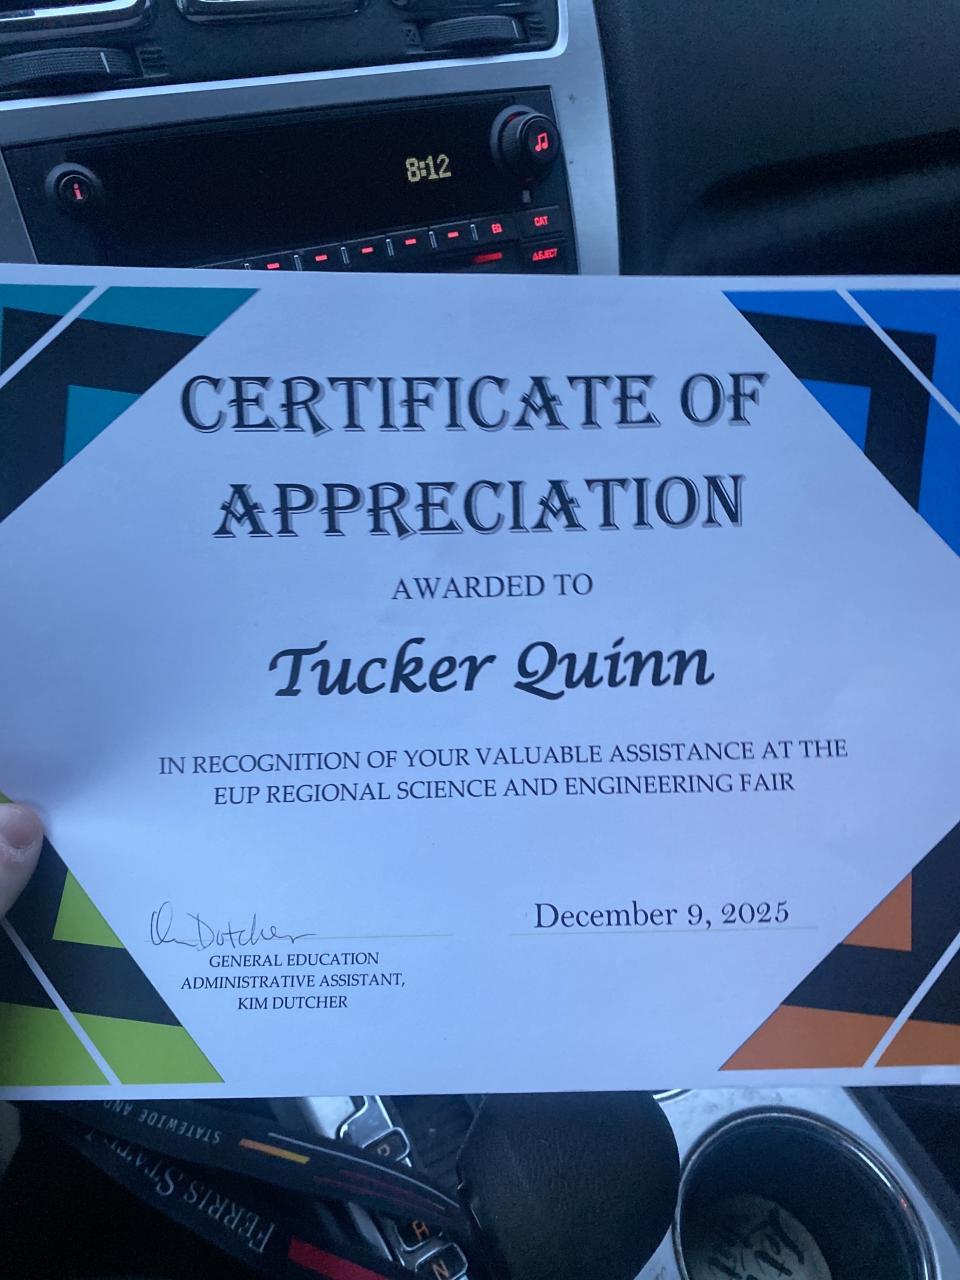 8:12
EQ
CAT
EJECT
CERTIFICATE OF
APPRECIATION
AWARDED TO
Tucker Quinn
IN RECOGNITION OF YOUR VALUABLE ASSISTANCE AT THE
EUP REGIONAL SCIENCE AND ENGINEERING FAIR
Dutcher
December 9, 2025
GENERAL EDUCATION
ADMINISTRATIVE ASSISTANT,
KIM DUTCHER
STATEWIDE AND
FERRIS STATE
P
R
N